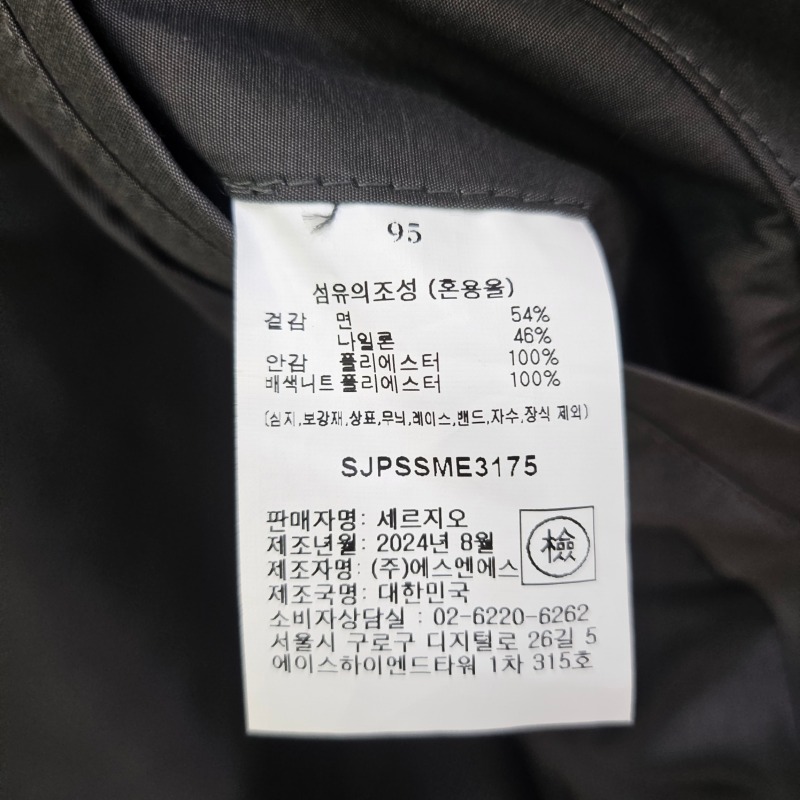 95
섬유의조성 (혼용율)
겉감 면 54%
나일론 46%
안감 폴리에스터 100%
배색니트 폴리에스터 100%
(심지,보강재,상표,무늬,레이스,밴드,자수,장식 제외)
SJPSSME3175
판매자명: 세르지오
제조년월: 2024년 8월
제조자명: (주)에스엔에스
檢
제조국명: 대한민국
소비자상담실 : 02-6220-6262
서울시 구로구 디지털로 26길 5
에이스하이엔드타워 1차 315호